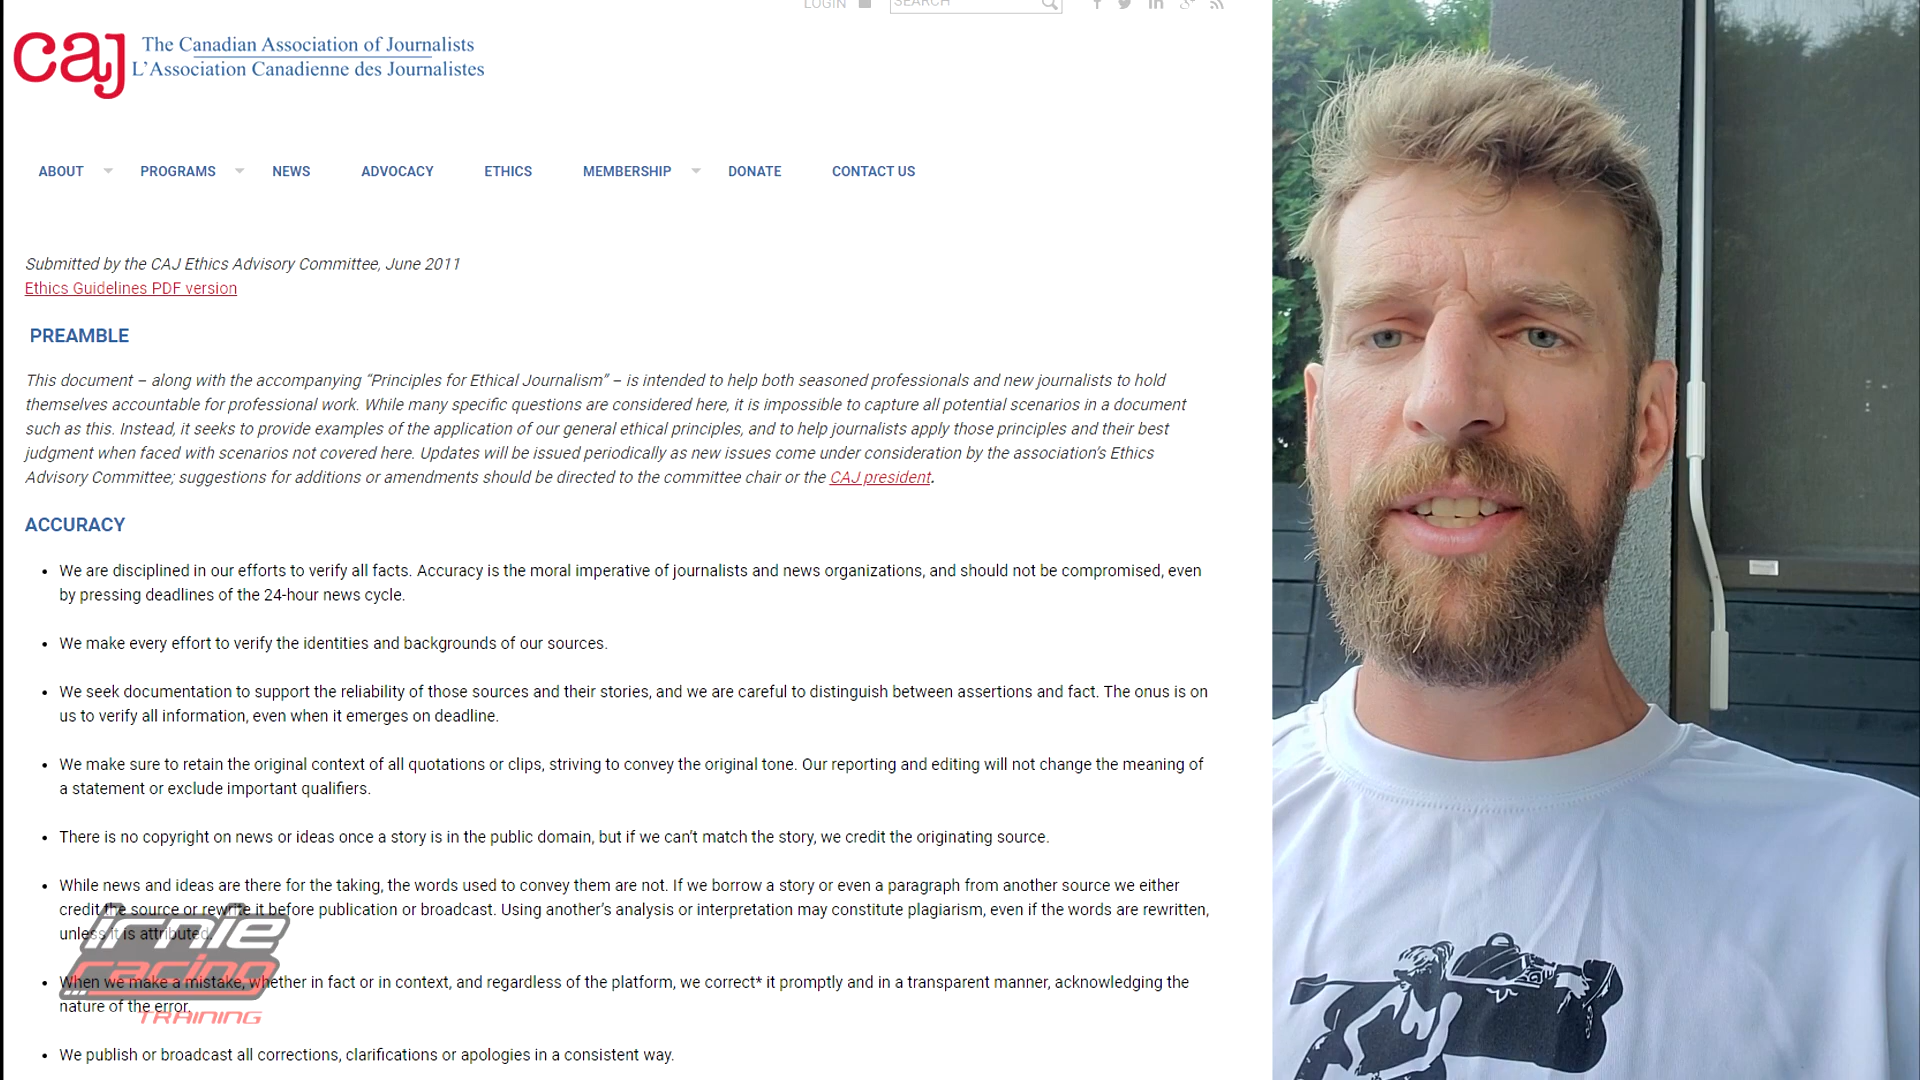 LOGIN
SEARCH
caj
The Canadian Association of Journalists
L'Association Canadienne des Journalistes
ABOUT PROGRAMS NEWS ADVOCACY ETHICS MEMBERSHIP DONATE CONTACT US
Submitted by the CAJ Ethics Advisory Committee, June 2011
Ethics Guidelines PDF version
PREAMBLE
This document – along with the accompanying “Principles for Ethical Journalism” – is intended to help both seasoned professionals and new journalists to hold
themselves accountable for professional work. While many specific questions are considered here, it is impossible to capture all potential scenarios in a document
such as this. Instead, it seeks to provide examples of the application of our general ethical principles, and to help journalists apply those principles and their best
judgment when faced with scenarios not covered here. Updates will be issued periodically as new issues come under consideration by the association’s Ethics
Advisory Committee; suggestions for additions or amendments should be directed to the committee chair or the CAJ president.
ACCURACY
• We are disciplined in our efforts to verify all facts. Accuracy is the moral imperative of journalists and news organizations, and should not be compromised, even
by pressing deadlines of the 24-hour news cycle.
• We make every effort to verify the identities and backgrounds of our sources.
• We seek documentation to support the reliability of those sources and their stories, and we are careful to distinguish between assertions and fact. The onus is on
us to verify all information, even when it emerges on deadline.
• We make sure to retain the original context of all quotations or clips, striving to convey the original tone. Our reporting and editing will not change the meaning of
a statement or exclude important qualifiers.
• There is no copyright on news or ideas once a story is in the public domain, but if we can’t match the story, we credit the originating source.
• While news and ideas are there for the taking, the words used to convey them are not. If we borrow a story or even a paragraph from another source we either
credit the source or rewrite it before publication or broadcast. Using another’s analysis or interpretation may constitute plagiarism, even if the words are rewritten,
unless it is attributed.
• When we make a mistake, whether in fact or in context, and regardless of the platform, we correct* it promptly and in a transparent manner, acknowledging the
nature of the error.
• We publish or broadcast all corrections, clarifications or apologies in a consistent way.
irnie
racing
TRAINING